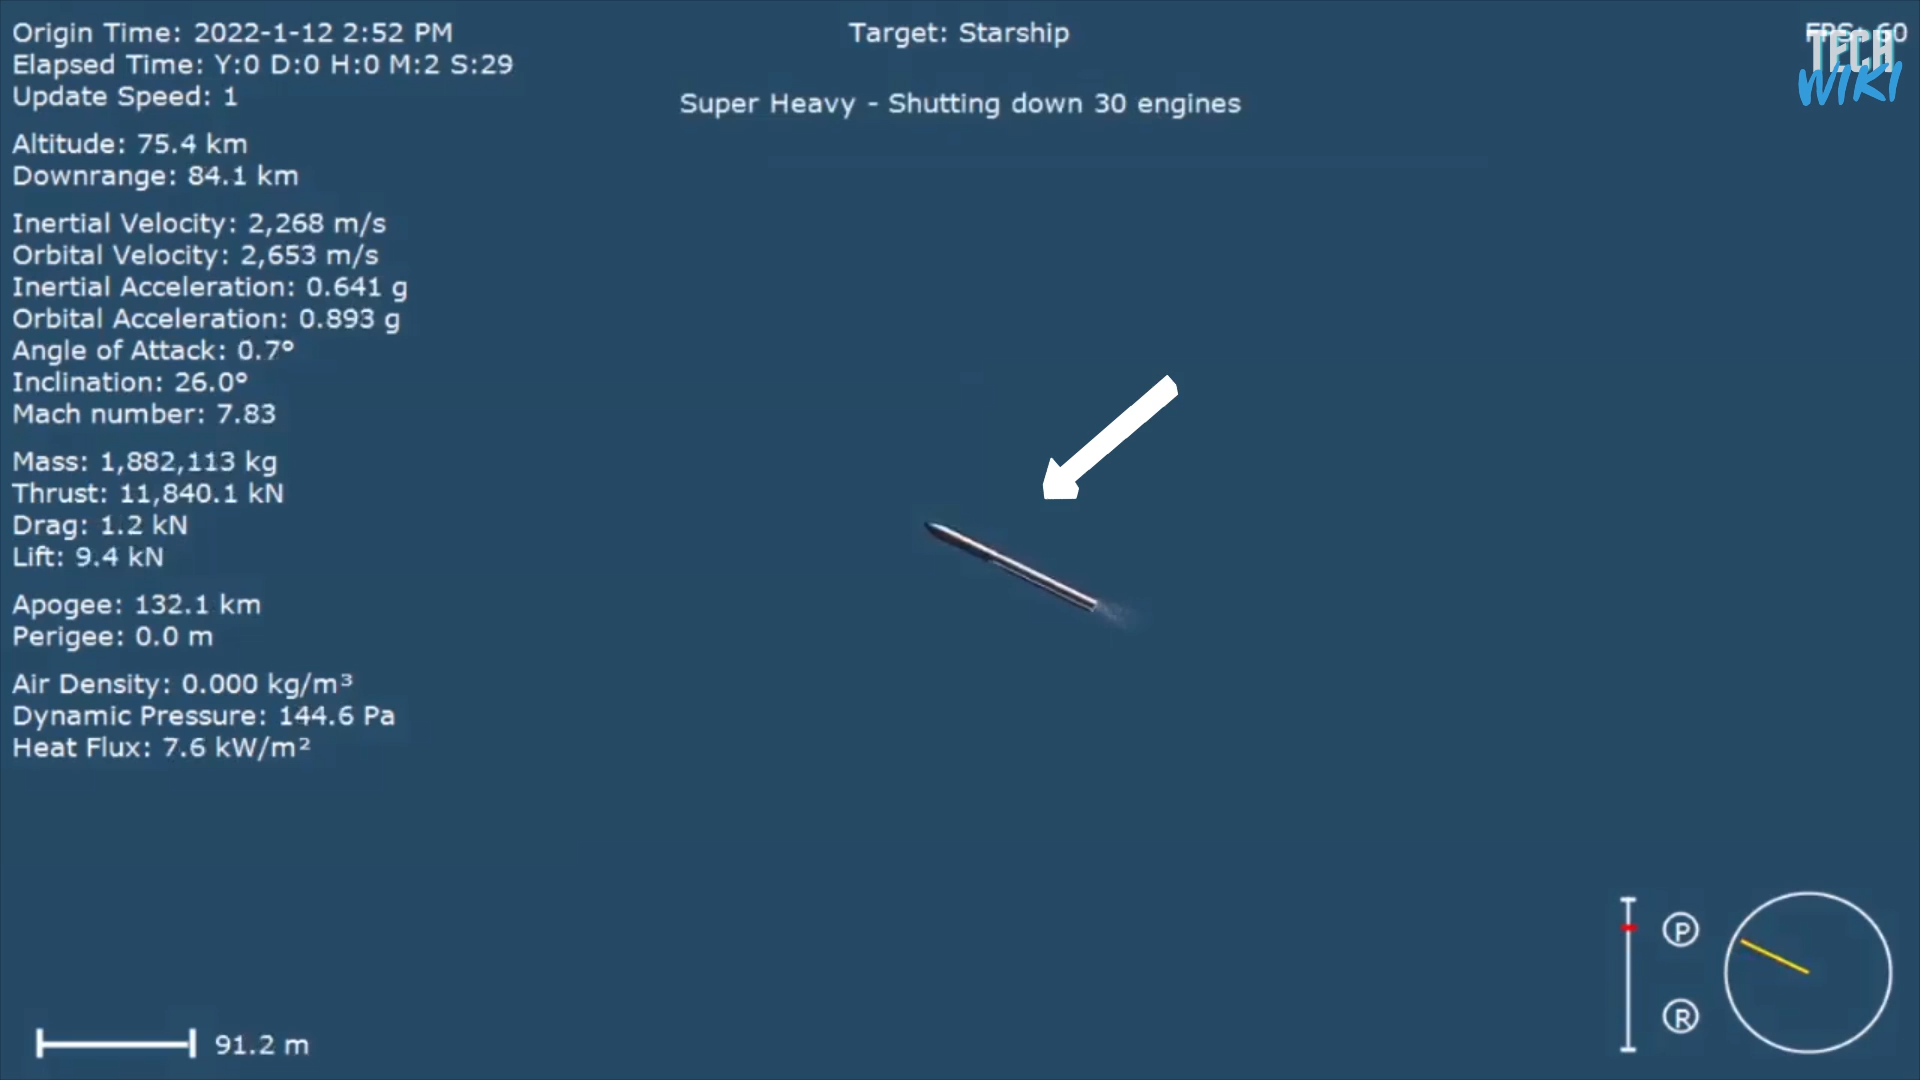 Origin Time: 2022-1-12 2:52 PM
Elapsed Time: Y:0 D:0 H:0 M:2 S:29
Update Speed: 1
Altitude: 75.4 km
Downrange: 84.1 km
Inertial Velocity: 2,268 m/s
Orbital Velocity: 2,653 m/s
Inertial Acceleration: 0.641 g
Orbital Acceleration: 0.893 g
Angle of Attack: 0.7°
Inclination: 26.0°
Mach number: 7.83
Mass: 1,882,113 kg
Thrust: 11,840.1 kN
Drag: 1.2 kN
Lift: 9.4 kN
Apogee: 132.1 km
Perigee: 0.0 m
Air Density: 0.000 kg/m³
Dynamic Pressure: 144.6 Pa
Heat Flux: 7.6 kW/m²
Target: Starship
Super Heavy - Shutting down 30 engines
FPS: 60
TECH
WIKI
P
R
91.2 m